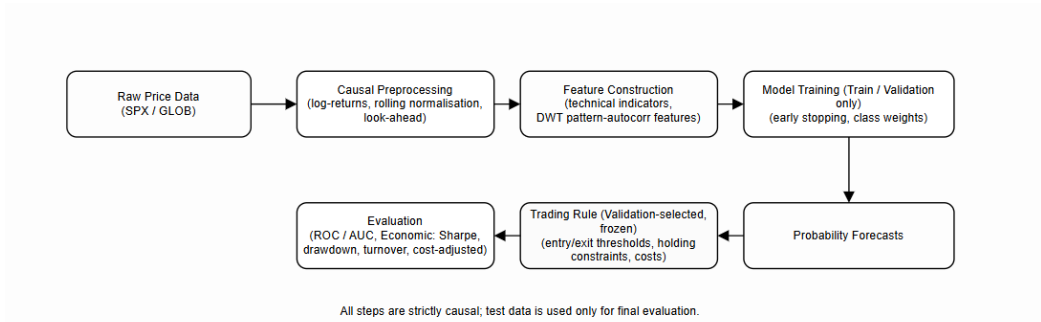 Raw Price Data
(SPX / GLOB)
Causal Preprocessing
(log-returns, rolling normalisation,
look-ahead)
Feature Construction
(technical indicators,
DWT pattern-autocorr features)
Model Training (Train / Validation
only)
(early stopping, class weights)
Evaluation
(ROC / AUC, Economic: Sharpe,
drawdown, turnover, cost-adjusted)
Trading Rule (Validation-selected,
frozen)
(entry/exit thresholds, holding
constraints, costs)
Probability Forecasts
All steps are strictly causal; test data is used only for final evaluation.